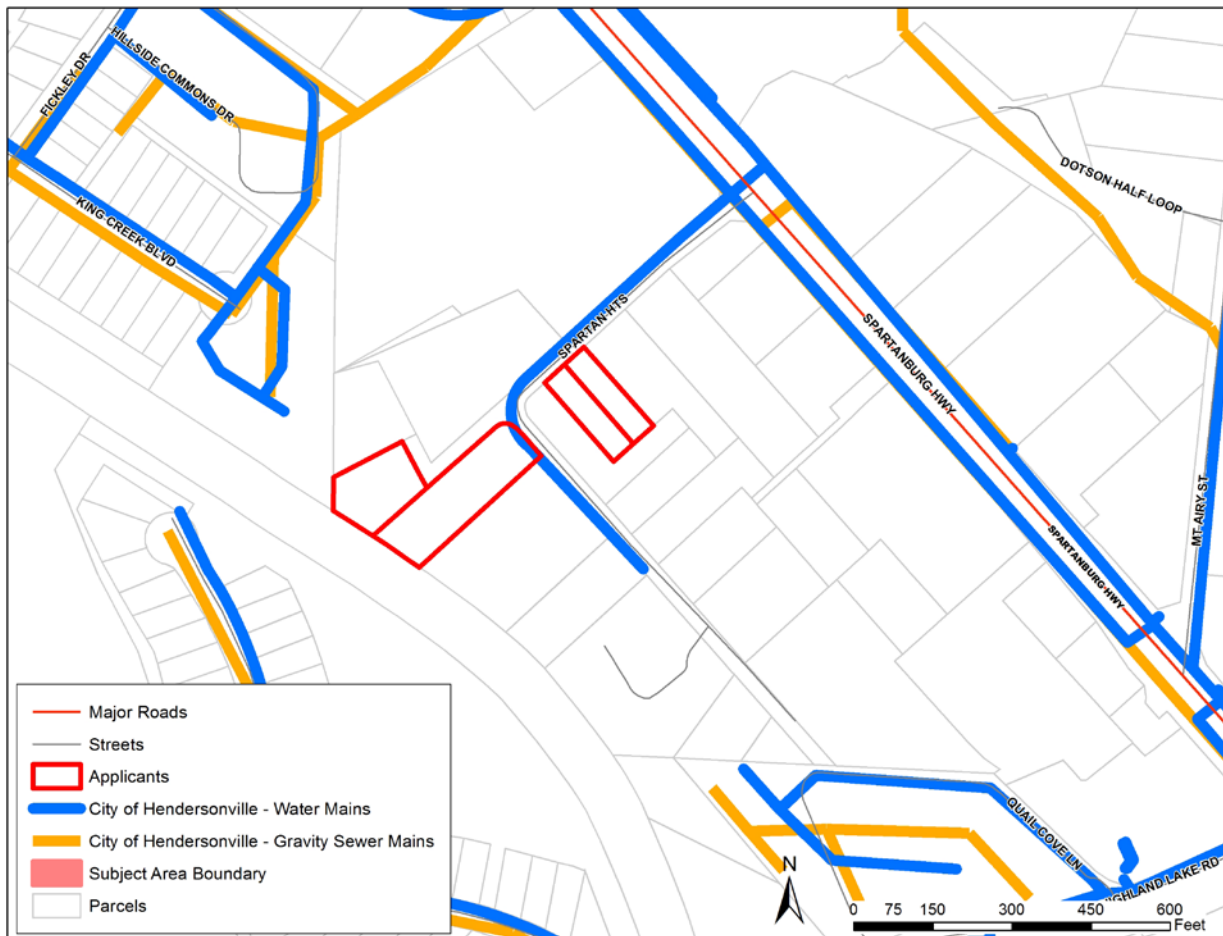 HILLSIDE COMMONS DR
FICKLEY DR
KING CREEK BLVD
DOTSON HALF LOOP
SPARTAN HTS
SPARTANBURG HWY
SPARTANBURG HWY
MT AIRY ST
QUAIL COVE LN
HIGHLAND LAKE RD
Major Roads
Streets
Applicants
City of Hendersonville - Water Mains
City of Hendersonville - Gravity Sewer Mains
Subject Area Boundary
Parcels
N
0 75 150 300 450 600
Feet